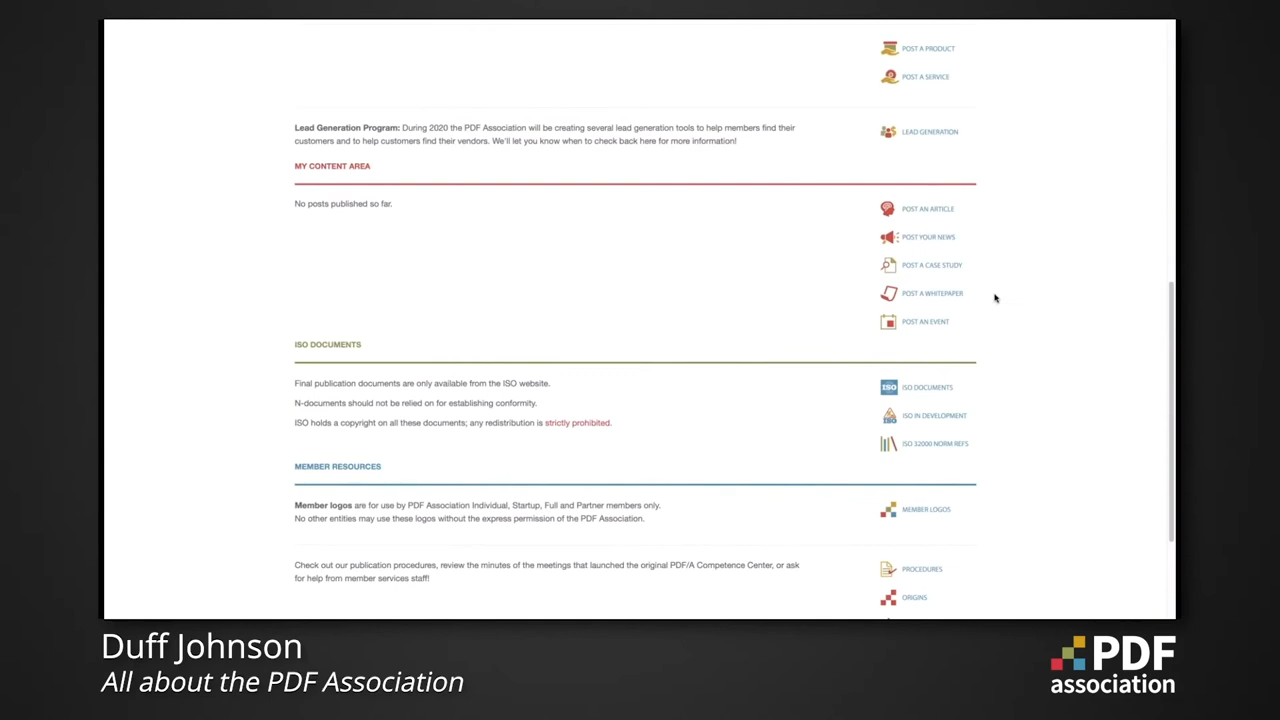 POST A PRODUCT
POST A SERVICE
Lead Generation Program: During 2020 the PDF Association will be creating several lead generation tools to help members find their
customers and to help customers find their vendors. We'll let you know when to check back here for more information!
LEAD GENERATION
MY CONTENT AREA
No posts published so far.
POST AN ARTICLE
POST YOUR NEWS
POST A CASE STUDY
POST A WHITEPAPER
POST AN EVENT
ISO DOCUMENTS
Final publication documents are only available from the ISO website.
N-documents should not be relied on for establishing conformity.
ISO holds a copyright on all these documents; any redistribution is strictly prohibited.
ISO
ISO DOCUMENTS
ISO
ISO IN DEVELOPMENT
ISO 32000 NORM REFS
MEMBER RESOURCES
Member logos are for use by PDF Association Individual, Startup, Full and Partner members only.
No other entities may use these logos without the express permission of the PDF Association.
MEMBER LOGOS
Check out our publication procedures, review the minutes of the meetings that launched the original PDF/A Competence Center, or ask
for help from member services staff!
PROCEDURES
ORIGINS
Duff Johnson
All about the PDF Association
PDF
association